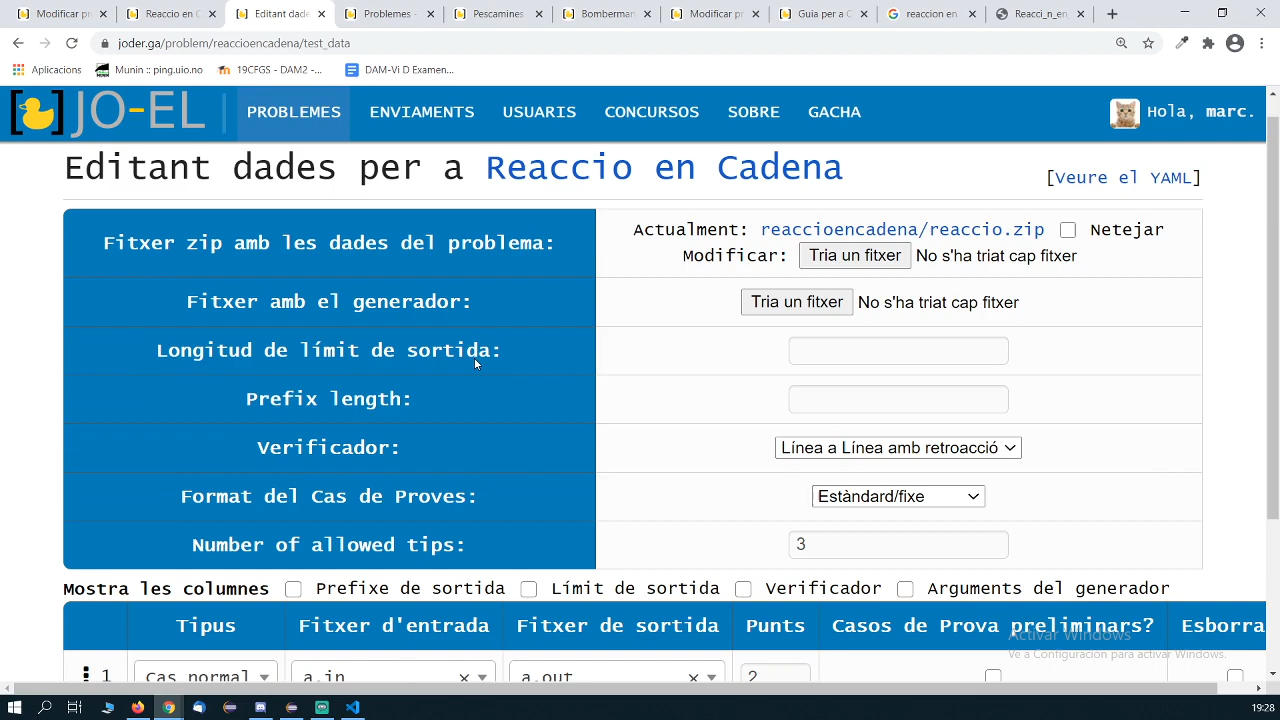 Modificar pr
Reaccio en C
Editant dade
Problemes -
Pescamines
Bomberman
Modificar pr
Guia per a C
reaccion en
Reacci_n_en
joder.ga/problem/reaccioencadena/test_data
Aplicacions
Munin :: ping.uio.no
19CFGS - DAM2 -...
DAM-Vi D Examen...
JO-EL
PROBLEMES
ENVIAMENTS
USUARIS
CONCURSOS
SOBRE
GACHA
Hola, marc.
Editant dades per a Reaccio en Cadena
[Veure el YAML]
Fitxer zip amb les dades del problema:
Actualment: reaccioencadena/reaccio.zip Netejar
Modificar: Tria un fitxer No s'ha triat cap fitxer
Fitxer amb el generador:
Tria un fitxer No s'ha triat cap fitxer
Longitud de límit de sortida:
Prefix length:
Verificador:
Línea a Línea amb retroacció
Format del Cas de Proves:
Estàndard/fixe
Number of allowed tips:
3
Mostra les columnes Prefixe de sortida Límit de sortida Verificador Arguments del generador
Tipus Fitxer d'entrada Fitxer de sortida Punts Casos de Prova preliminars? Esborra
1 Cas normal a.in a.out 2
Activar Windows
Ve a Configuración para activar Windows.
19:28